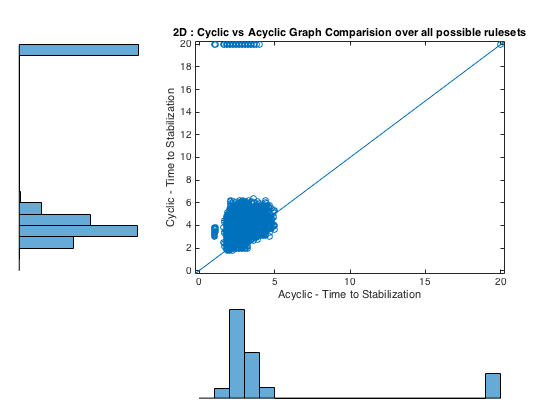 2D : Cyclic vs Acyclic Graph Comparision over all possible rulesets
20
18
16
14
12
10
8
6
4
2
0
Cyclic - Time to Stabilization
0 5 10 15 20
Acyclic - Time to Stabilization